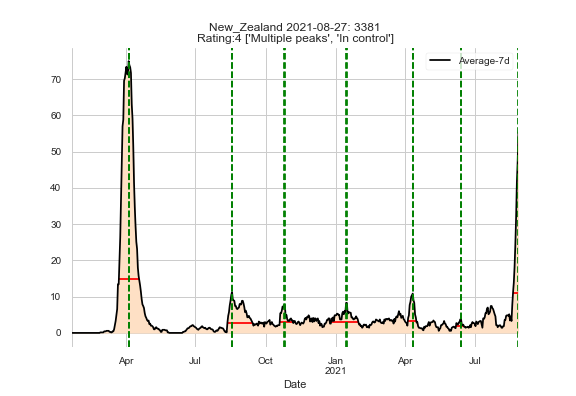 New_Zealand 2021-08-27: 3381
Rating:4 ['Multiple peaks', 'In control']
Average-7d
70
60
50
40
30
20
10
0
Apr
Jul
Oct
Jan
2021
Apr
Jul
Date